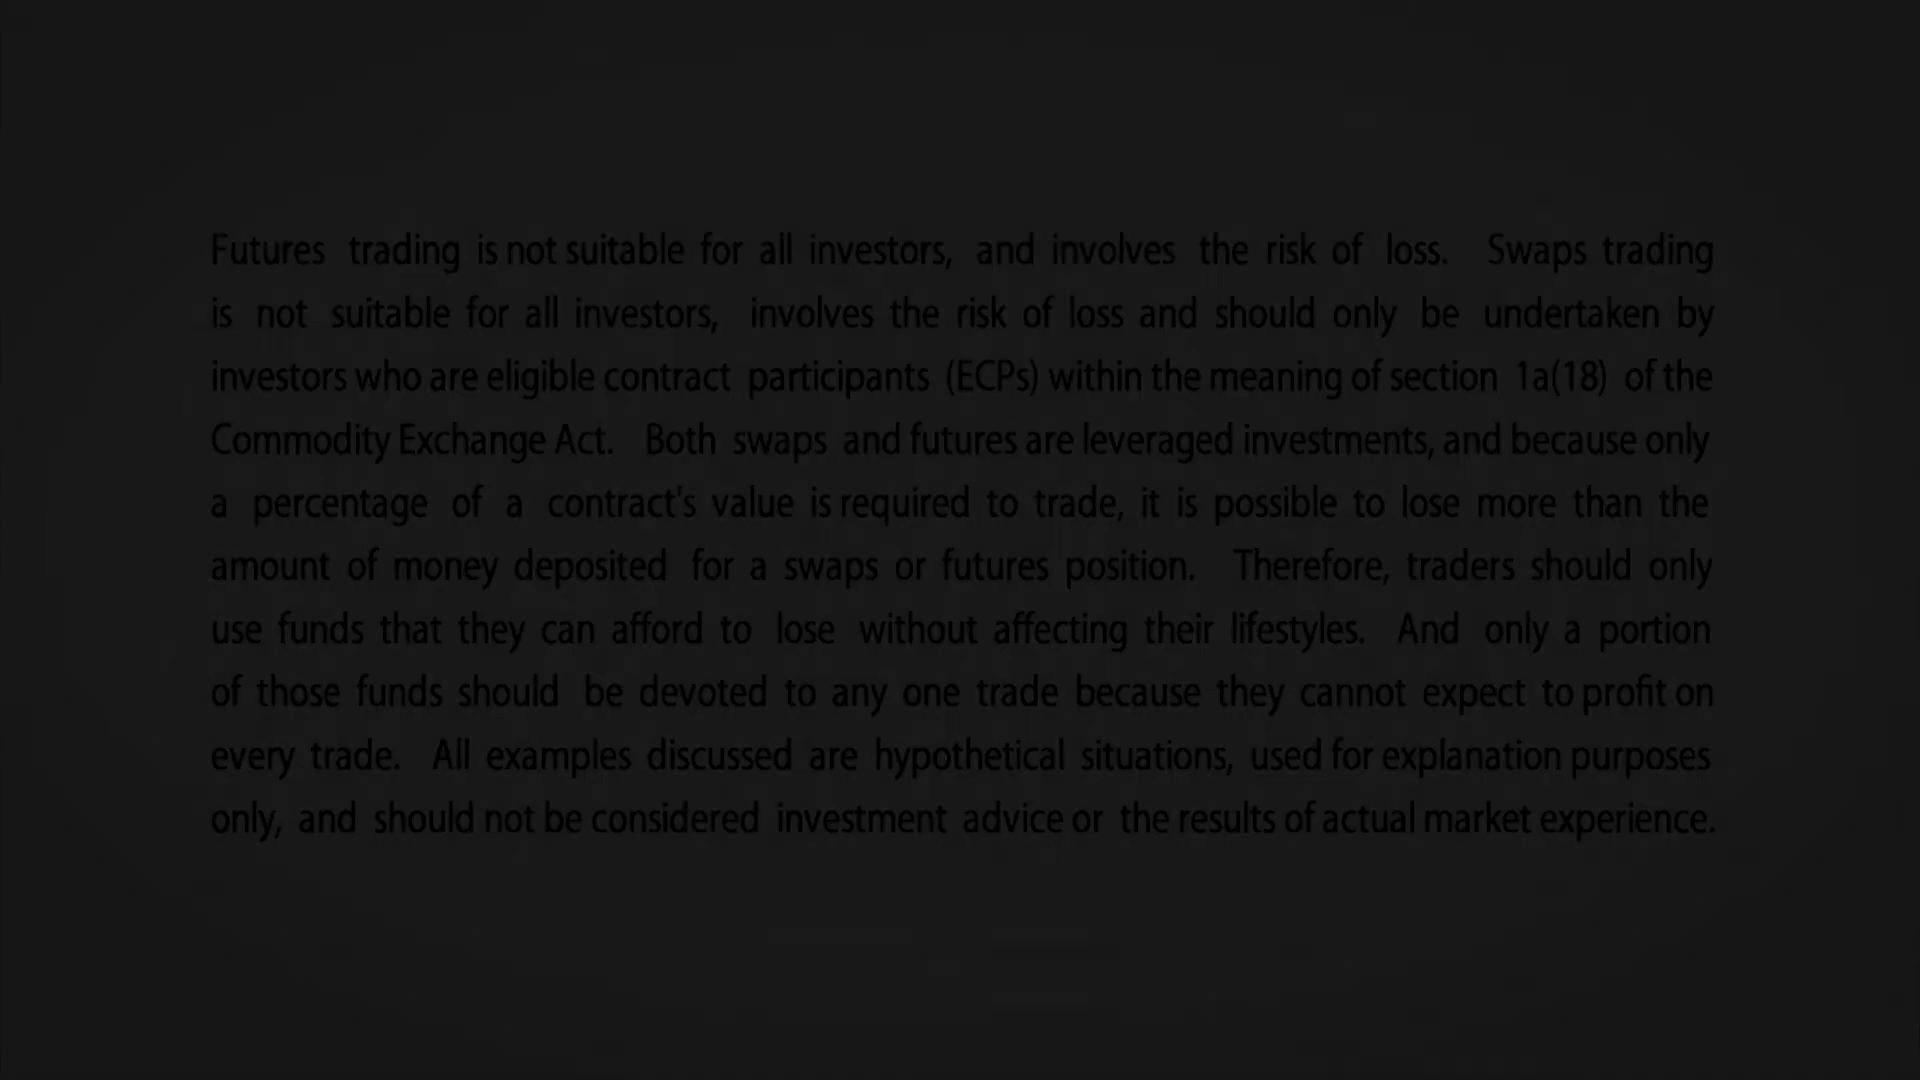 Futures trading is not suitable for all investors, and involves the risk of loss. Swaps trading
is not suitable for all investors, involves the risk of loss and should only be undertaken by
investors who are eligible contract participants (ECPs) within the meaning of section 1a(18) of the
Commodity Exchange Act. Both swaps and futures are leveraged investments, and because only
a percentage of a contract's value is required to trade, it is possible to lose more than the
amount of money deposited for a swaps or futures position. Therefore, traders should only
use funds that they can afford to lose without affecting their lifestyles. And only a portion
of those funds should be devoted to any one trade because they cannot expect to profit on
every trade. All examples discussed are hypothetical situations, used for explanation purposes
only, and should not be considered investment advice or the results of actual market experience.